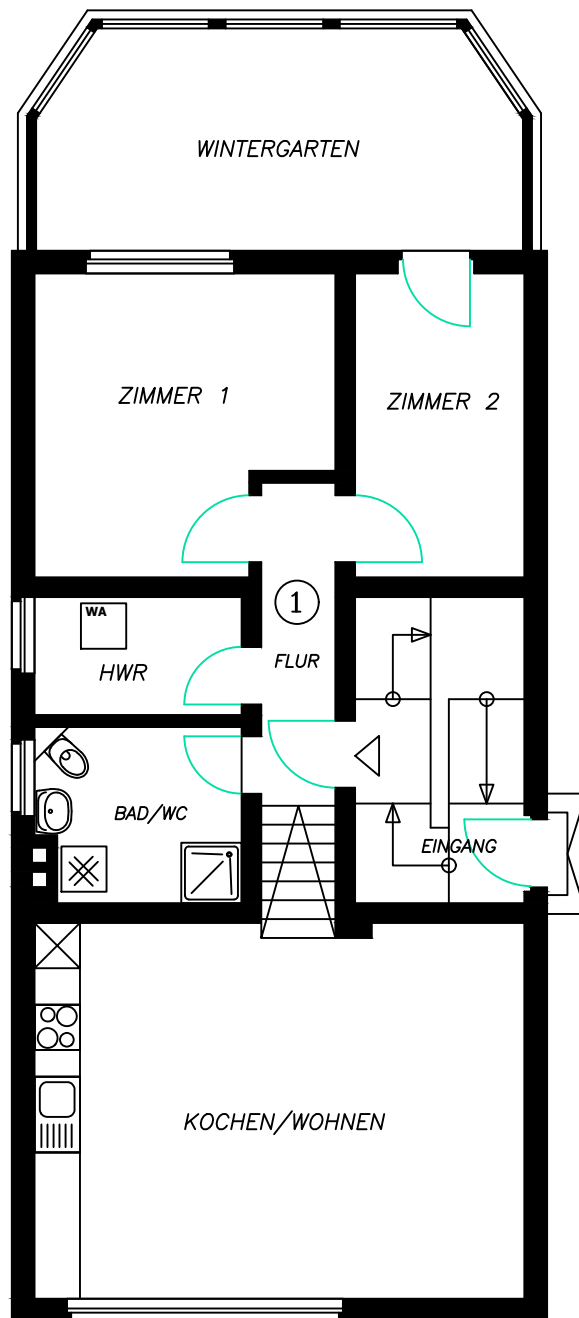 WINTERGARTEN
ZIMMER 1
ZIMMER 2
1
WA
HWR
FLUR
BAD/WC
EINGANG
KOCHEN/WOHNEN